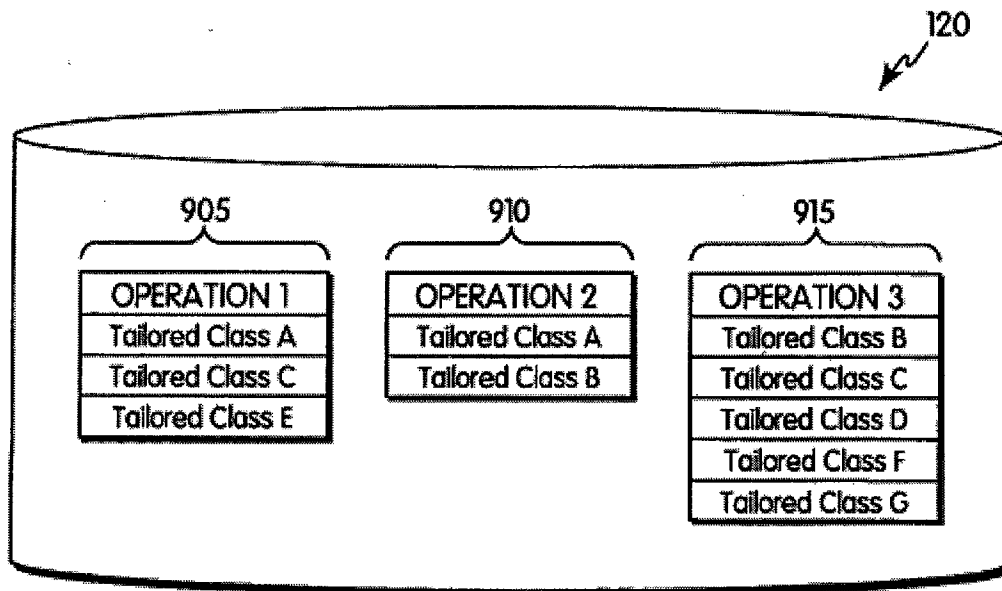 120
905 910 915
OPERATION 1 OPERATION 2 OPERATION 3
Tailored Class A Tailored Class A Tailored Class B
Tailored Class C Tailored Class B Tailored Class C
Tailored Class E Tailored Class D
Tailored Class F
Tailored Class G